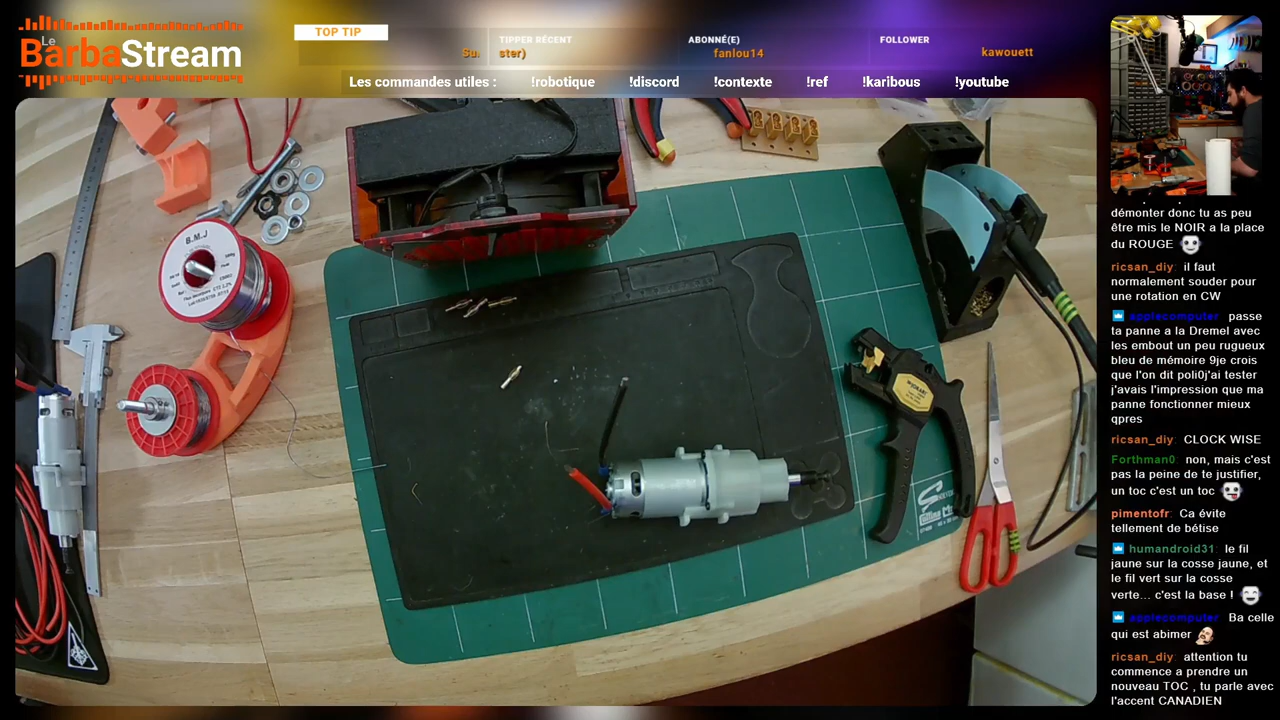 Le
BarbaStream
TOP TIP
Su
TIPPER RÉCENT
ster)
ABONNÉ(E)
fanlou14
FOLLOWER
kawouett
Les commandes utiles : !robotique !discord !contexte !ref !karibous !youtube
B.M.J
démonter donc tu as peu
être mis le NOIR a la place
du ROUGE
ricsan_diy: il faut
normalement souder pour
une rotation en CW
applecomputer passe
ta panne a la Dremel avec
les embout un peu rugueux
bleu de mémoire 9je crois
que l'on dit poli0j'ai tester
j'avais l'impression que ma
panne fonctionner mieux
qpres
ricsan_diy: CLOCK WISE
Forthman0: non, mais c'est
pas la peine de te justifier,
un toc c'est un toc
pimentofr: Ca évite
tellement de bêtise
humandroid31: le fil
jaune sur la cosse jaune, et
le fil vert sur la cosse
verte... c'est la base !
applecomputer Ba celle
qui est abimer
ricsan_diy: attention tu
commence a prendre un
nouveau TOC , tu parle avec
l'accent CANADIEN